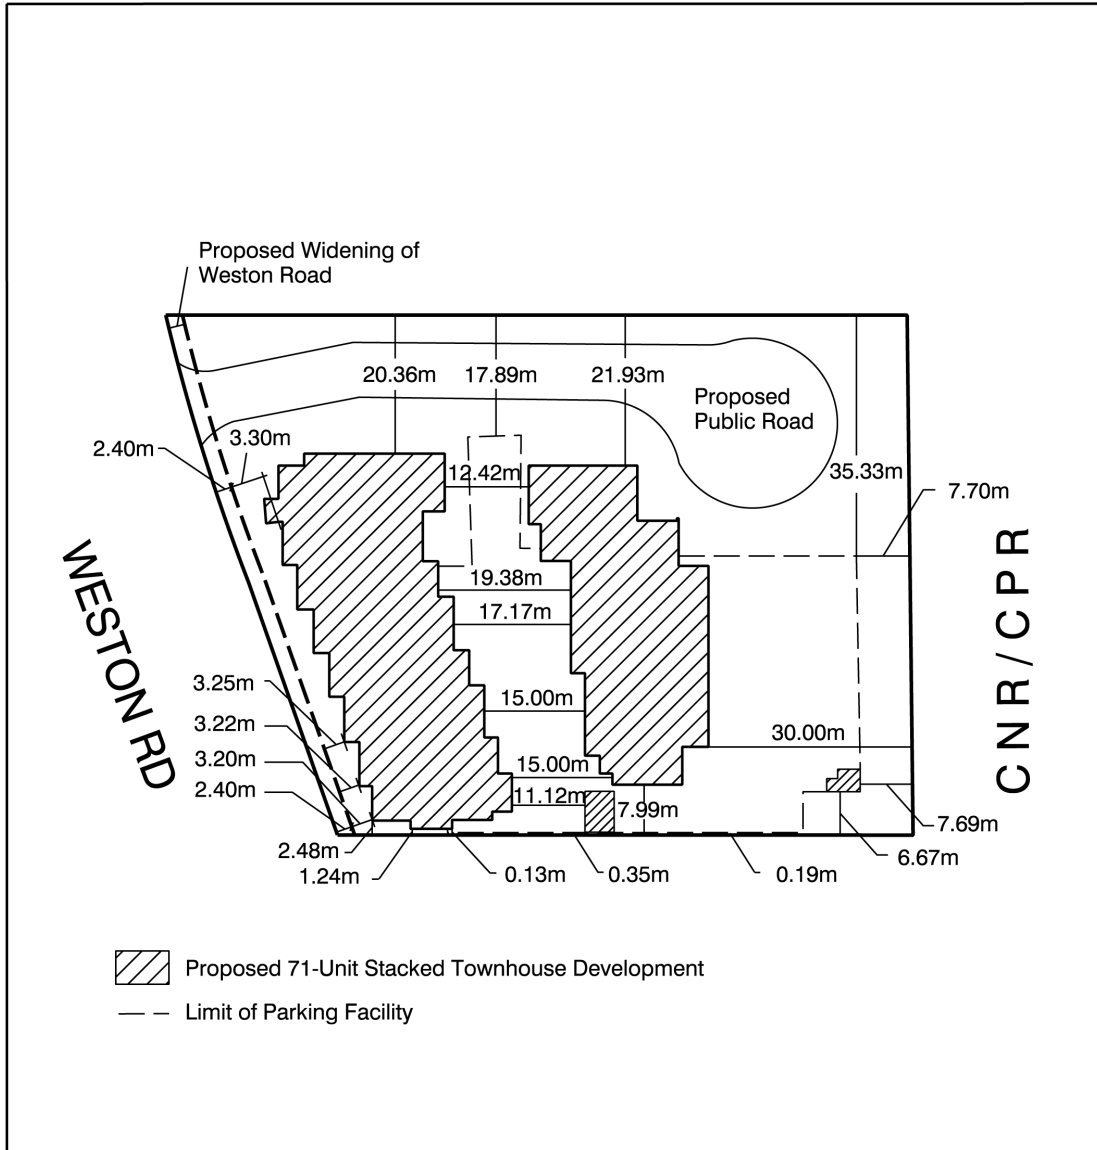 Proposed Widening of
Weston Road
20.36m
17.89m
21.93m
Proposed
Public Road
2.40m
3.30m
12.42m
35.33m
7.70m
19.38m
17.17m
WESTON RD
CNR/CPR
3.25m
15.00m
3.22m
30.00m
3.20m
15.00m
2.40m
11.12m
7.99m
7.69m
2.48m
6.67m
1.24m
0.13m
0.35m
0.19m
Proposed 71-Unit Stacked Townhouse Development
Limit of Parking Facility